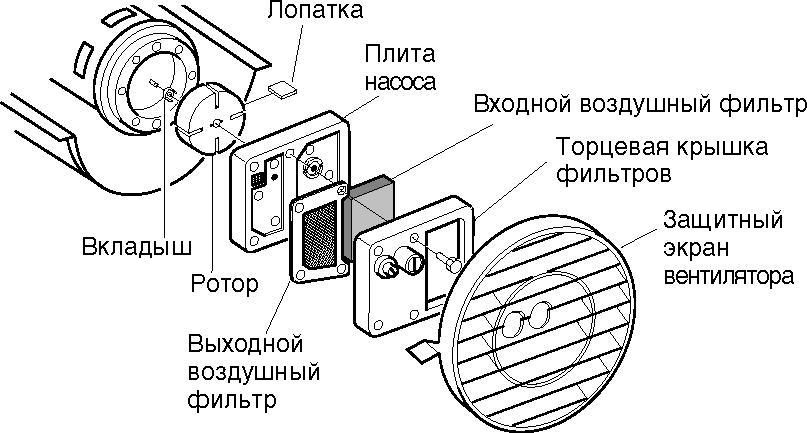 Лопатка
Плита
насоса
Входной воздушный фильтр
Торцевая крышка
фильтров
Защитный
экран
вентилятора
Вкладыш
Ротор
Выходной
воздушный
фильтр